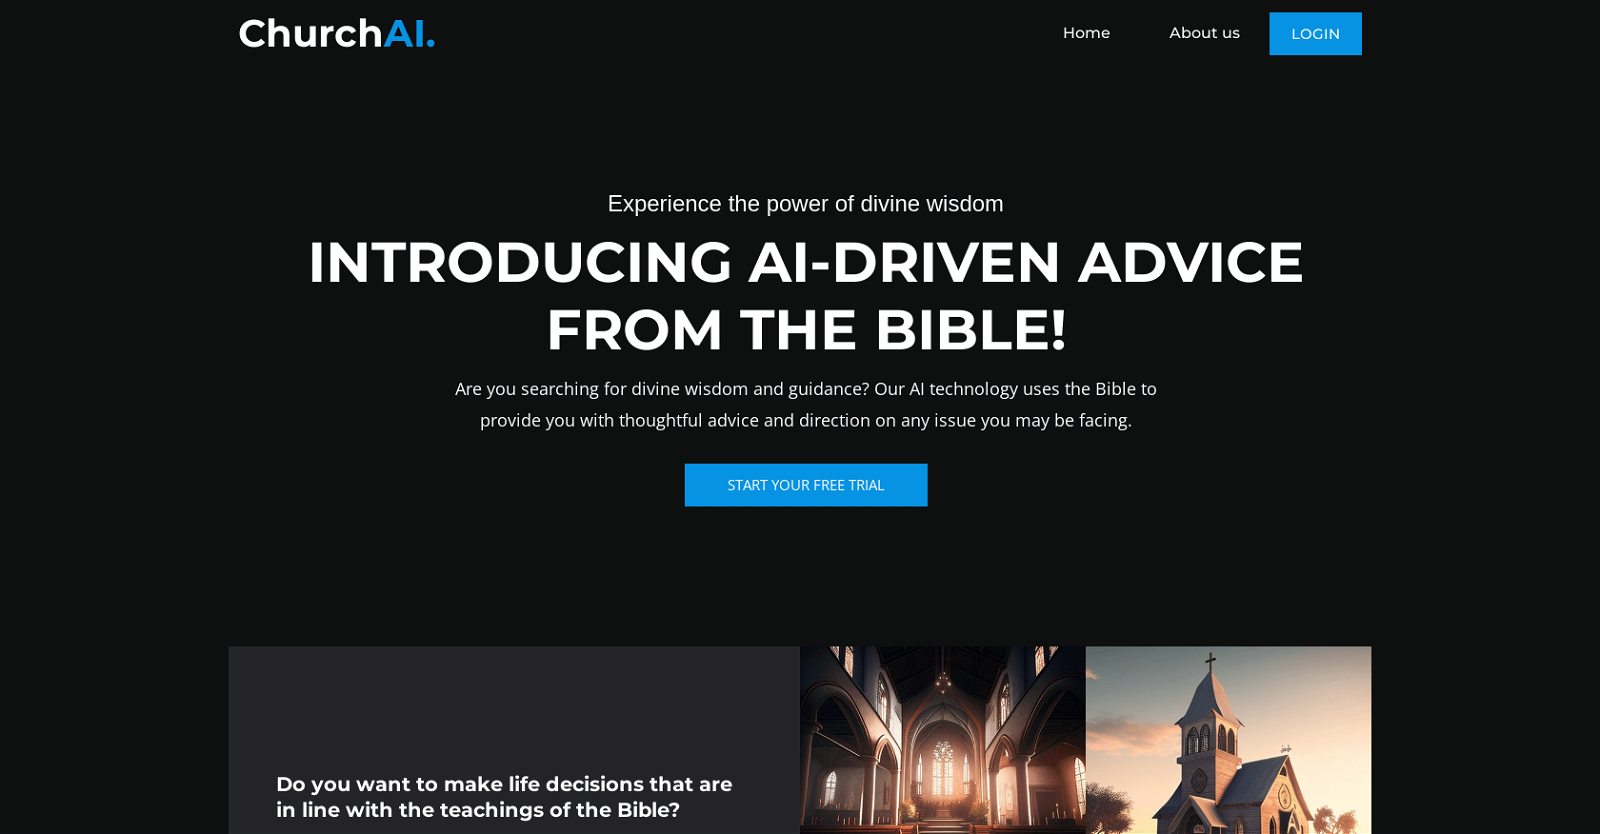 ChurchAI.
Home
About us
LOGIN
Experience the power of divine wisdom
INTRODUCING AI-DRIVEN ADVICE
FROM THE BIBLE!
Are you searching for divine wisdom and guidance? Our AI technology uses the Bible to
provide you with thoughtful advice and direction on any issue you may be facing.
START YOUR FREE TRIAL
Do you want to make life decisions that are
in line with the teachings of the Bible?